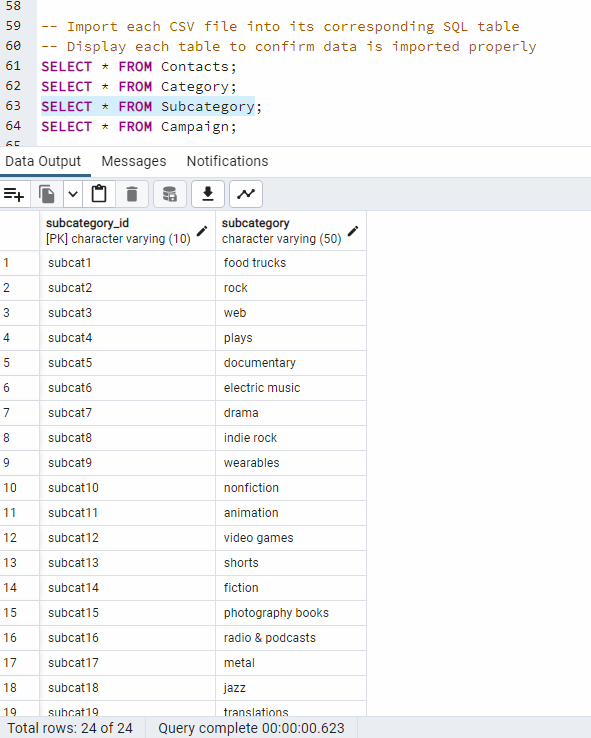 58
59 -- Import each CSV file into its corresponding SQL table
60 -- Display each table to confirm data is imported properly
61 SELECT * FROM Contacts;
62 SELECT * FROM Category;
63 SELECT * FROM Subcategory;
64 SELECT * FROM Campaign;
65
Data Output Messages Notifications
subcategory_id subcategory
[PK] character varying (10) character varying (50)
1 subcat1 food trucks
2 subcat2 rock
3 subcat3 web
4 subcat4 plays
5 subcat5 documentary
6 subcat6 electric music
7 subcat7 drama
8 subcat8 indie rock
9 subcat9 wearables
10 subcat10 nonfiction
11 subcat11 animation
12 subcat12 video games
13 subcat13 shorts
14 subcat14 fiction
15 subcat15 photography books
16 subcat16 radio & podcasts
17 subcat17 metal
18 subcat18 jazz
19 subcat19 translations
Total rows: 24 of 24 Query complete 00:00:00.623